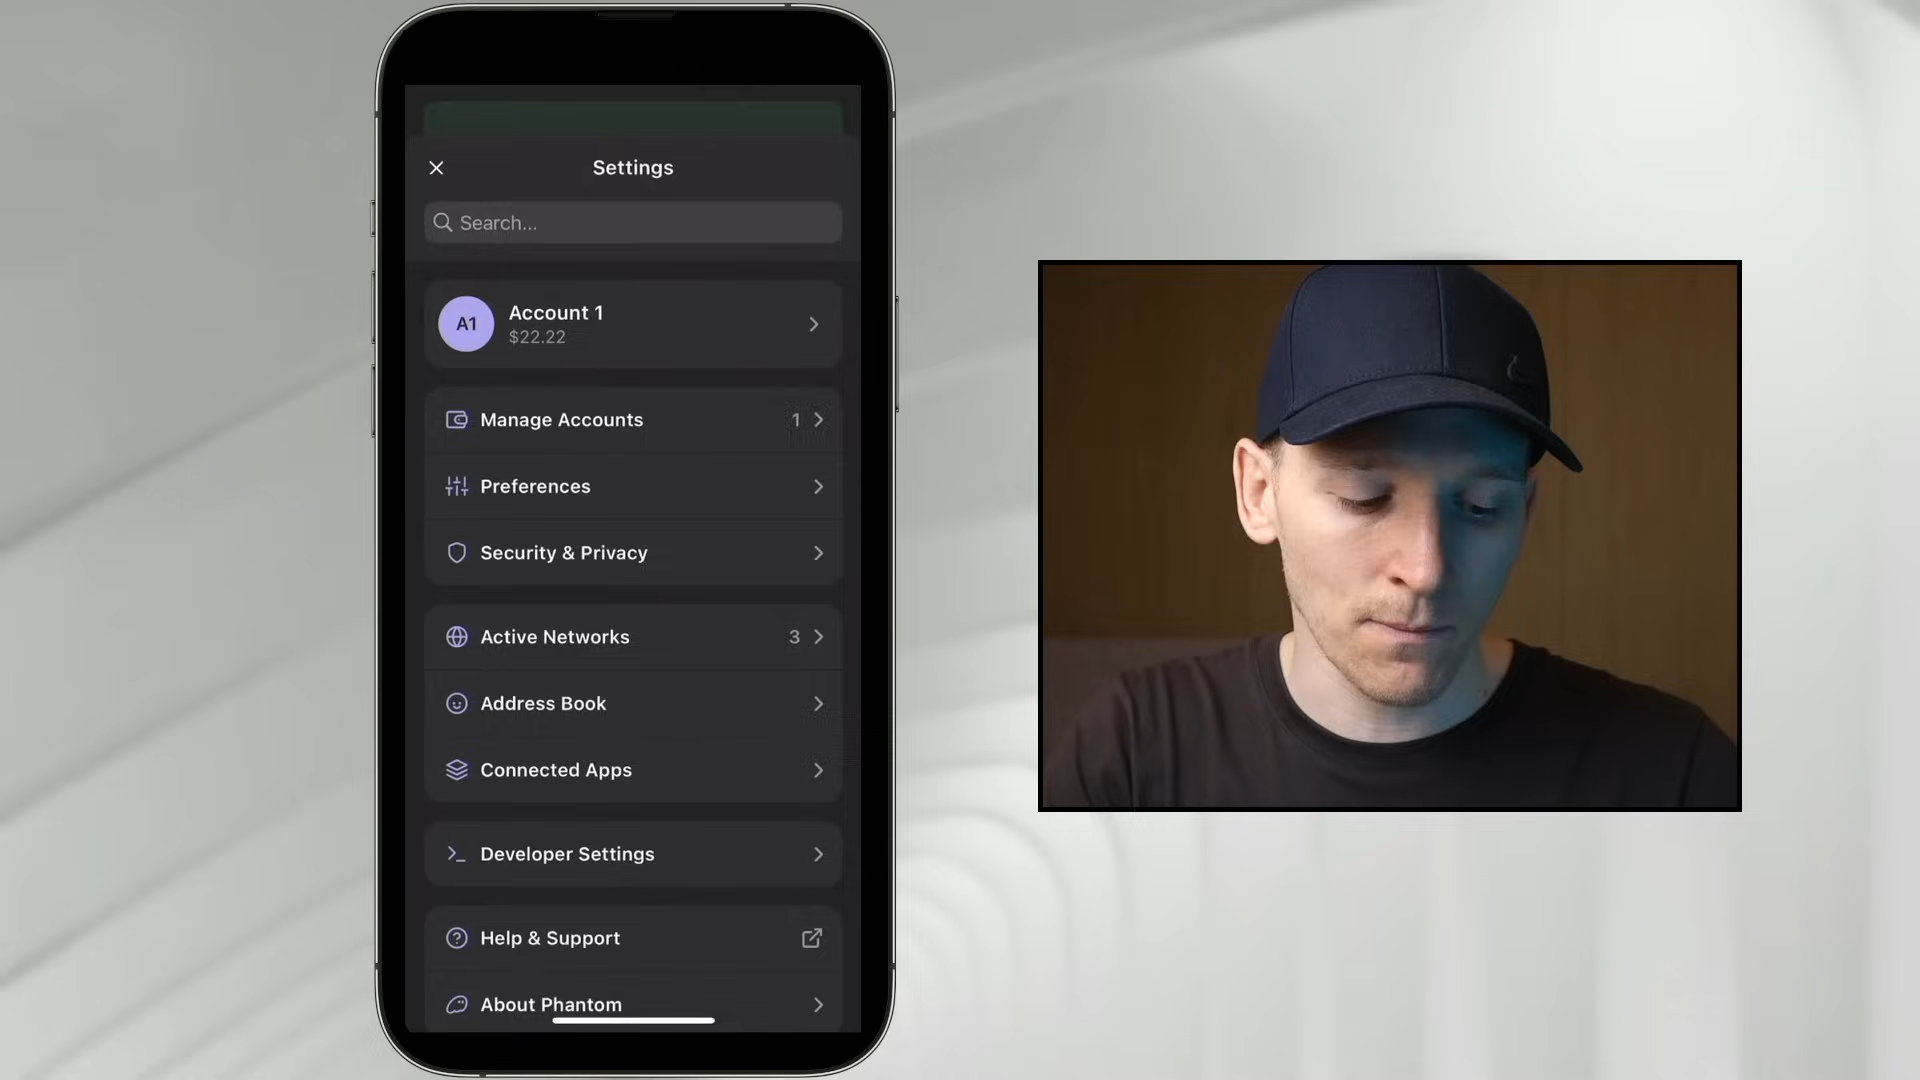 Settings
Search...
A1
Account 1
$22.22
Manage Accounts 1
Preferences
Security & Privacy
Active Networks 3
Address Book
Connected Apps
Developer Settings
Help & Support
About Phantom